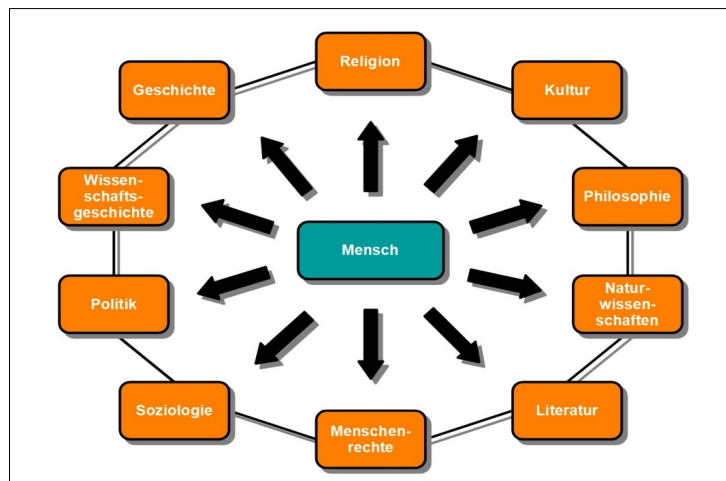 Religion
Geschichte
Kultur
Wissen-
schafts-
geschichte
Philosophie
Mensch
Politik
Natur-
wissen-
schaften
Soziologie
Menschen-
rechte
Literatur